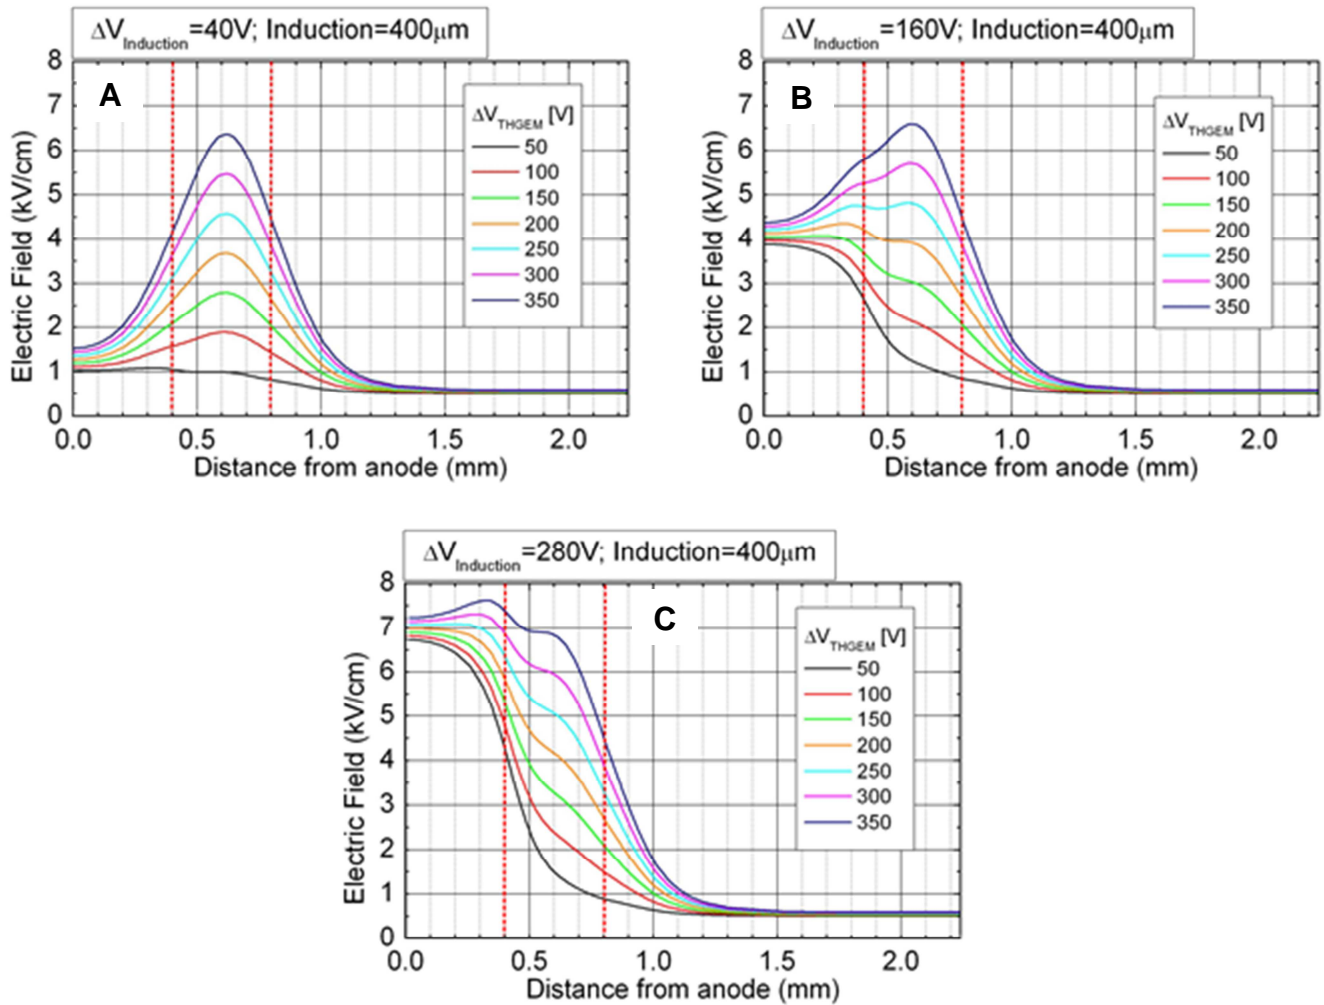 ΔV_Induction=40V; Induction=400μm
A
ΔV_THGEM [V]
50
100
150
200
250
300
350
8
7
6
5
4
3
2
1
0
Electric Field (kV/cm)
0.0 0.5 1.0 1.5 2.0
Distance from anode (mm)
ΔV_Induction=160V; Induction=400μm
B
ΔV_THGEM [V]
50
100
150
200
250
300
350
8
7
6
5
4
3
2
1
0
Electric Field (kV/cm)
0.0 0.5 1.0 1.5 2.0
Distance from anode (mm)
ΔV_Induction=280V; Induction=400μm
C
ΔV_THGEM [V]
50
100
150
200
250
300
350
8
7
6
5
4
3
2
1
0
Electric Field (kV/cm)
0.0 0.5 1.0 1.5 2.0
Distance from anode (mm)